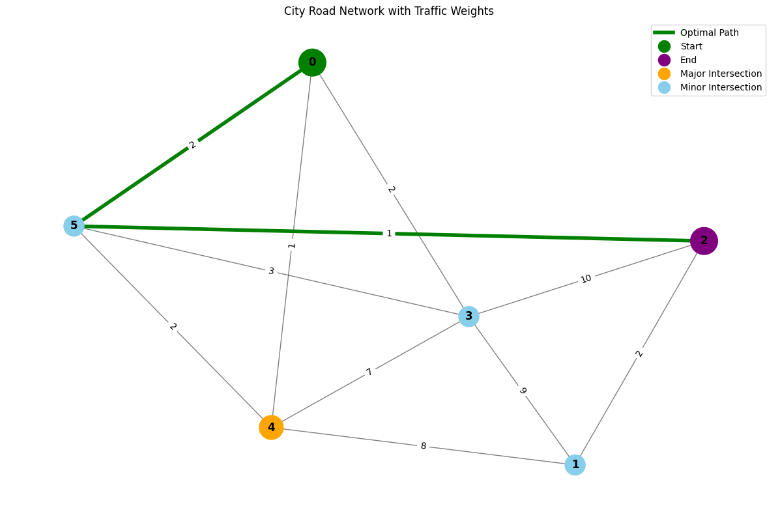 City Road Network with Traffic Weights
Optimal Path
Start
End
Major Intersection
Minor Intersection
0
2
2
5
1
2
1
3
10
3
2
2
7
9
4
8
1